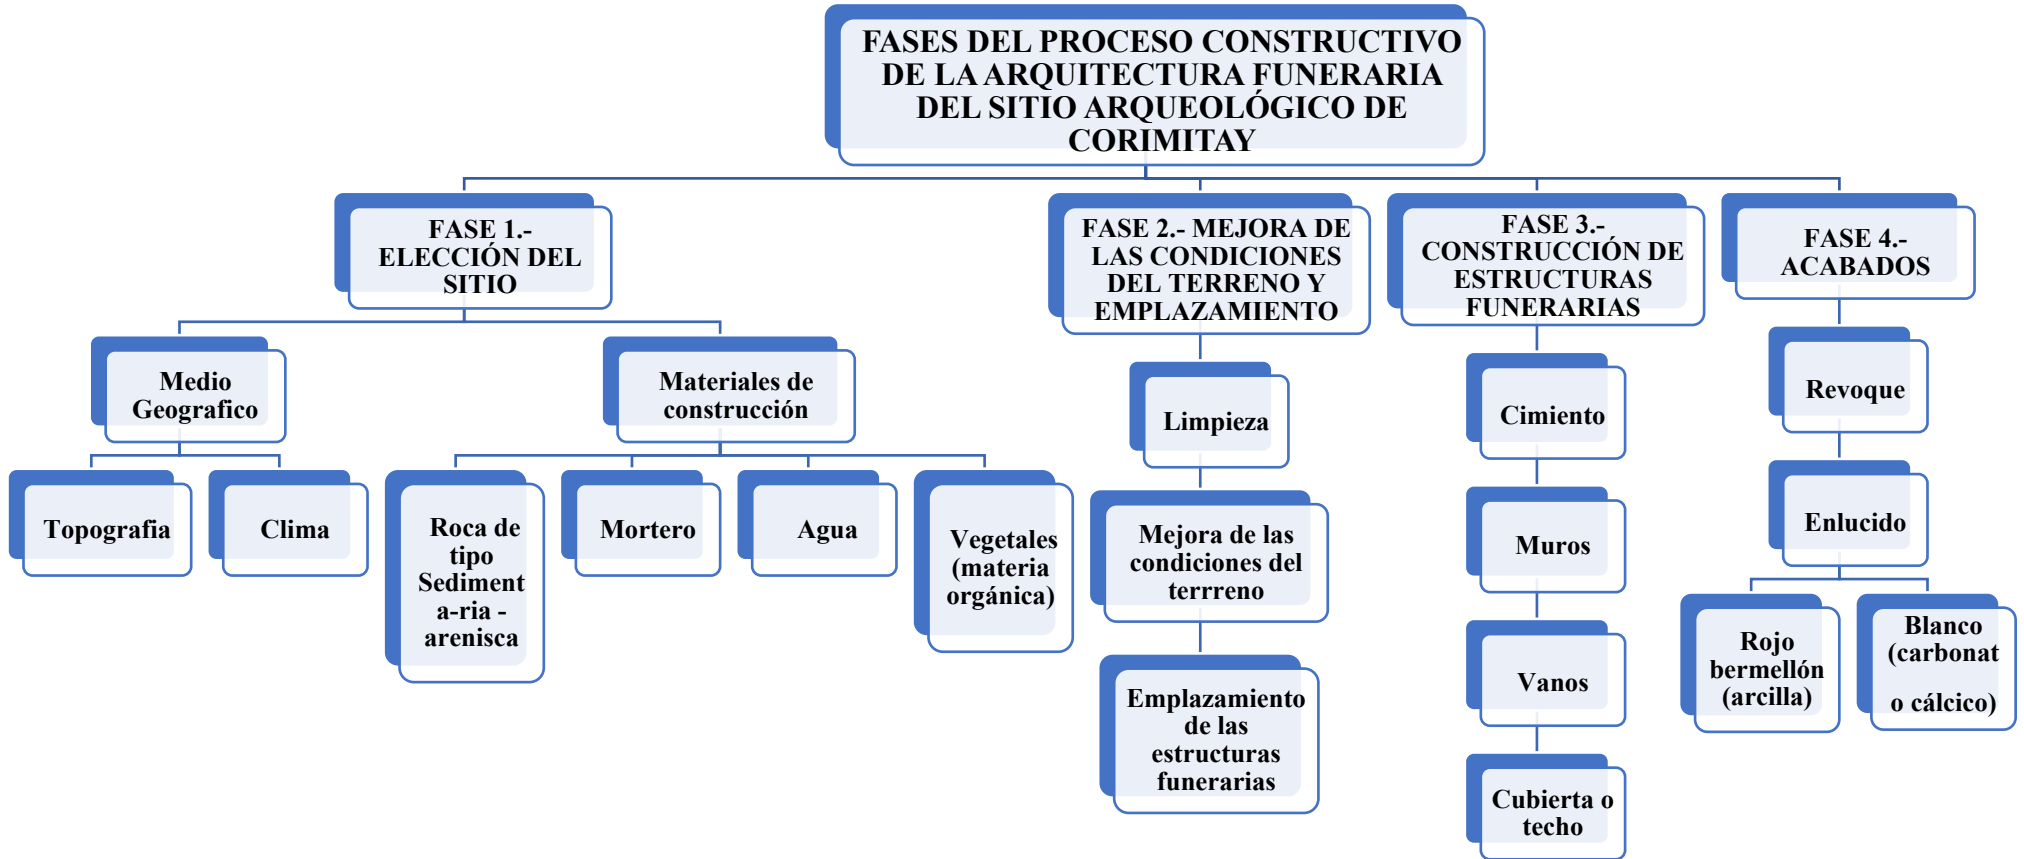 FASES DEL PROCESO CONSTRUCTIVO
DE LA ARQUITECTURA FUNERARIA
DEL SITIO ARQUEOLÓGICO DE
CORIMITAY
FASE 1.-
ELECCIÓN DEL
SITIO
Medio
Geografico
Topografia
Clima
Materiales de
construcción
Roca de
tipo
Sediment
a-ria -
arenisca
Mortero
Agua
Vegetales
(materia
orgánica)
FASE 2.- MEJORA DE
LAS CONDICIONES
DEL TERRENO Y
EMPLAZAMIENTO
Limpieza
Mejora de las
condiciones del
terrreno
Emplazamiento
de las
estructuras
funerarias
FASE 3.-
CONSTRUCCIÓN DE
ESTRUCTURAS
FUNERARIAS
Cimiento
Muros
Vanos
Cubierta o
techo
FASE 4.-
ACABADOS
Revoque
Enlucido
Rojo
bermellón
(arcilla)
Blanco
(carbonat
o cálcico)